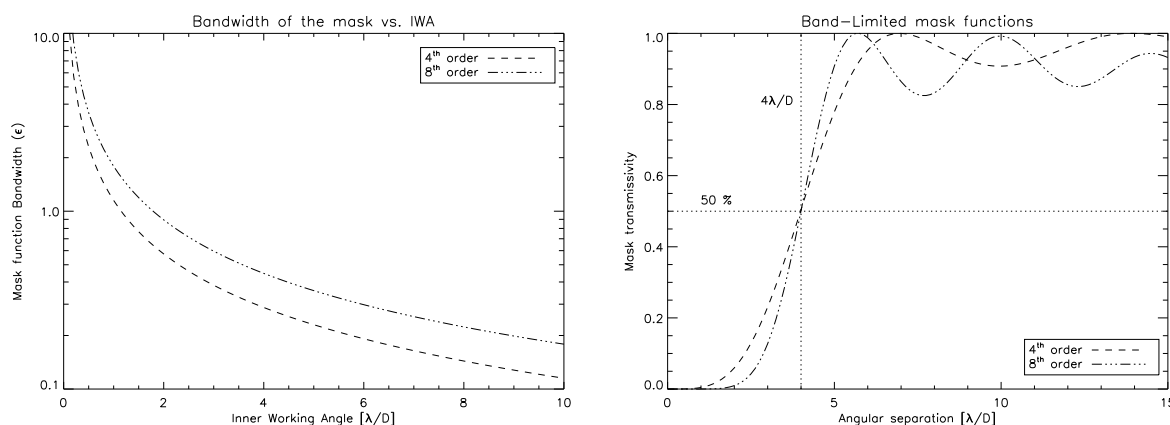 Bandwidth of the mask vs. IWA
10.0
1.0
0.1
Mask function Bandwidth (ϵ)
4th order
8th order
0 2 4 6 8 10
Inner Working Angle [λ/D]
Band-Limited mask functions
1.0
0.8
0.6
0.4
0.2
0.0
Mask transmissivity
4λ/D
50 %
4th order
8th order
0 5 10 15
Angular separation [λ/D]